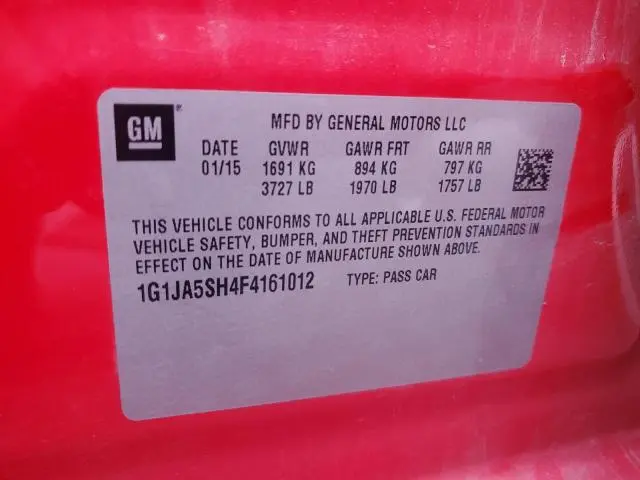 GM
MFD BY GENERAL MOTORS LLC
DATE GVWR GAWR FRT GAWR RR
01/15 1691 KG 894 KG 797 KG
3727 LB 1970 LB 1757 LB
THIS VEHICLE CONFORMS TO ALL APPLICABLE U.S. FEDERAL MOTOR
VEHICLE SAFETY, BUMPER, AND THEFT PREVENTION STANDARDS IN
EFFECT ON THE DATE OF MANUFACTURE SHOWN ABOVE.
1G1JA5SH4F4161012 TYPE: PASS CAR